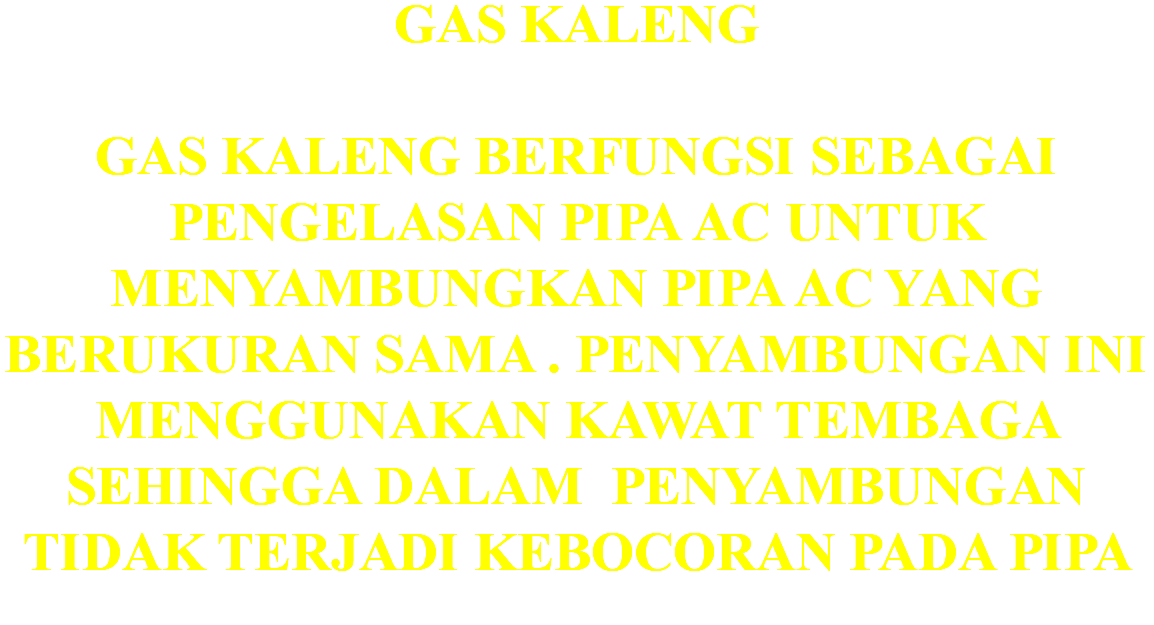 GAS KALENG
GAS KALENG BERFUNGSI SEBAGAI
PENGELASAN PIPA AC UNTUK
MENYAMBUNGKAN PIPA AC YANG
BERUKURAN SAMA . PENYAMBUNGAN INI
MENGGUNAKAN KAWAT TEMBAGA
SEHINGGA DALAM  PENYAMBUNGAN
TIDAK TERJADI KEBOCORAN PADA PIPA